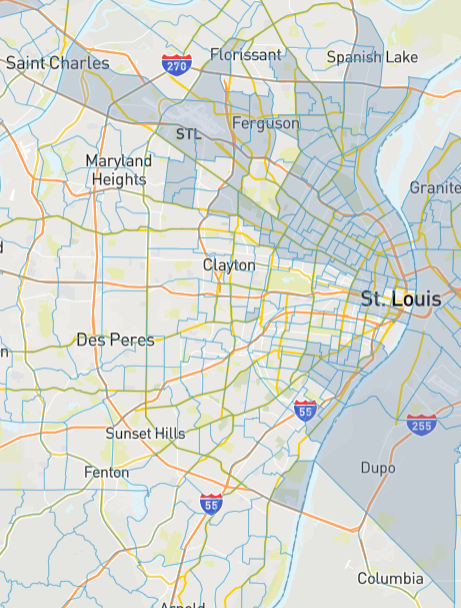 Saint Charles
270
Florissant
Spanish Lake
STL
Ferguson
Maryland
Heights
Granite
Clayton
St. Louis
Des Peres
55
255
Sunset Hills
Dupo
Fenton
55
Columbia
Arnold